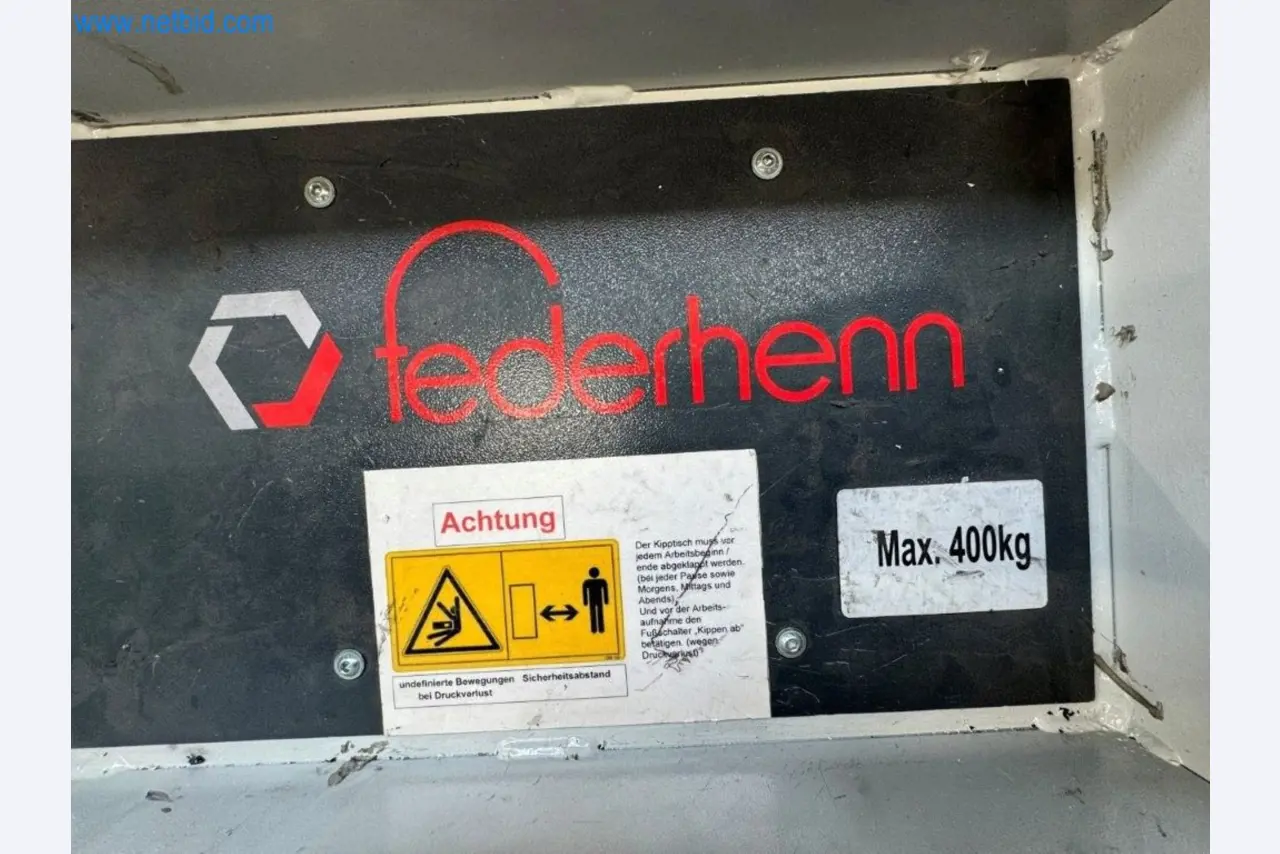 www.netbid.com
federhenn
Achtung
Der Kipptisch muss vor
jedem Arbeitsbeginn /
ende abgeklappt werden.
(bei jeder Pause sowie
Morgens, Mittags und
Abends)
Und vor der Arbeits-
aufnahme den
Fußschalter „Kippen ab"
betätigen. (wegen
Druckverlust)
undefinierte Bewegungen Sicherheitsabstand
bei Druckverlust
Max. 400kg